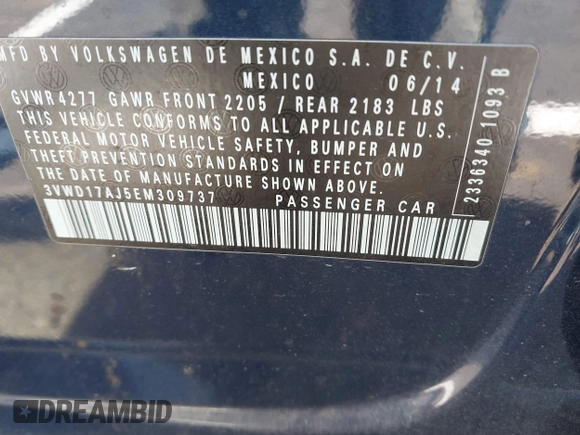 MFD BY VOLKSWAGEN DE MEXICO S.A. DE C.V.
MEXICO 06/14
GVWR 4277 GAWR FRONT 2205 / REAR 2183 LBS
THIS VEHICLE CONFORMS TO ALL APPLICABLE U.S.
FEDERAL MOTOR VEHICLE SAFETY, BUMPER AND
THEFT PREVENTION STANDARDS IN EFFECT ON
THE DATE OF MANUFACTURE SHOWN ABOVE.
3VWD17AJ5EM309737 PASSENGER CAR
2336340 1093 B
DREAMBID